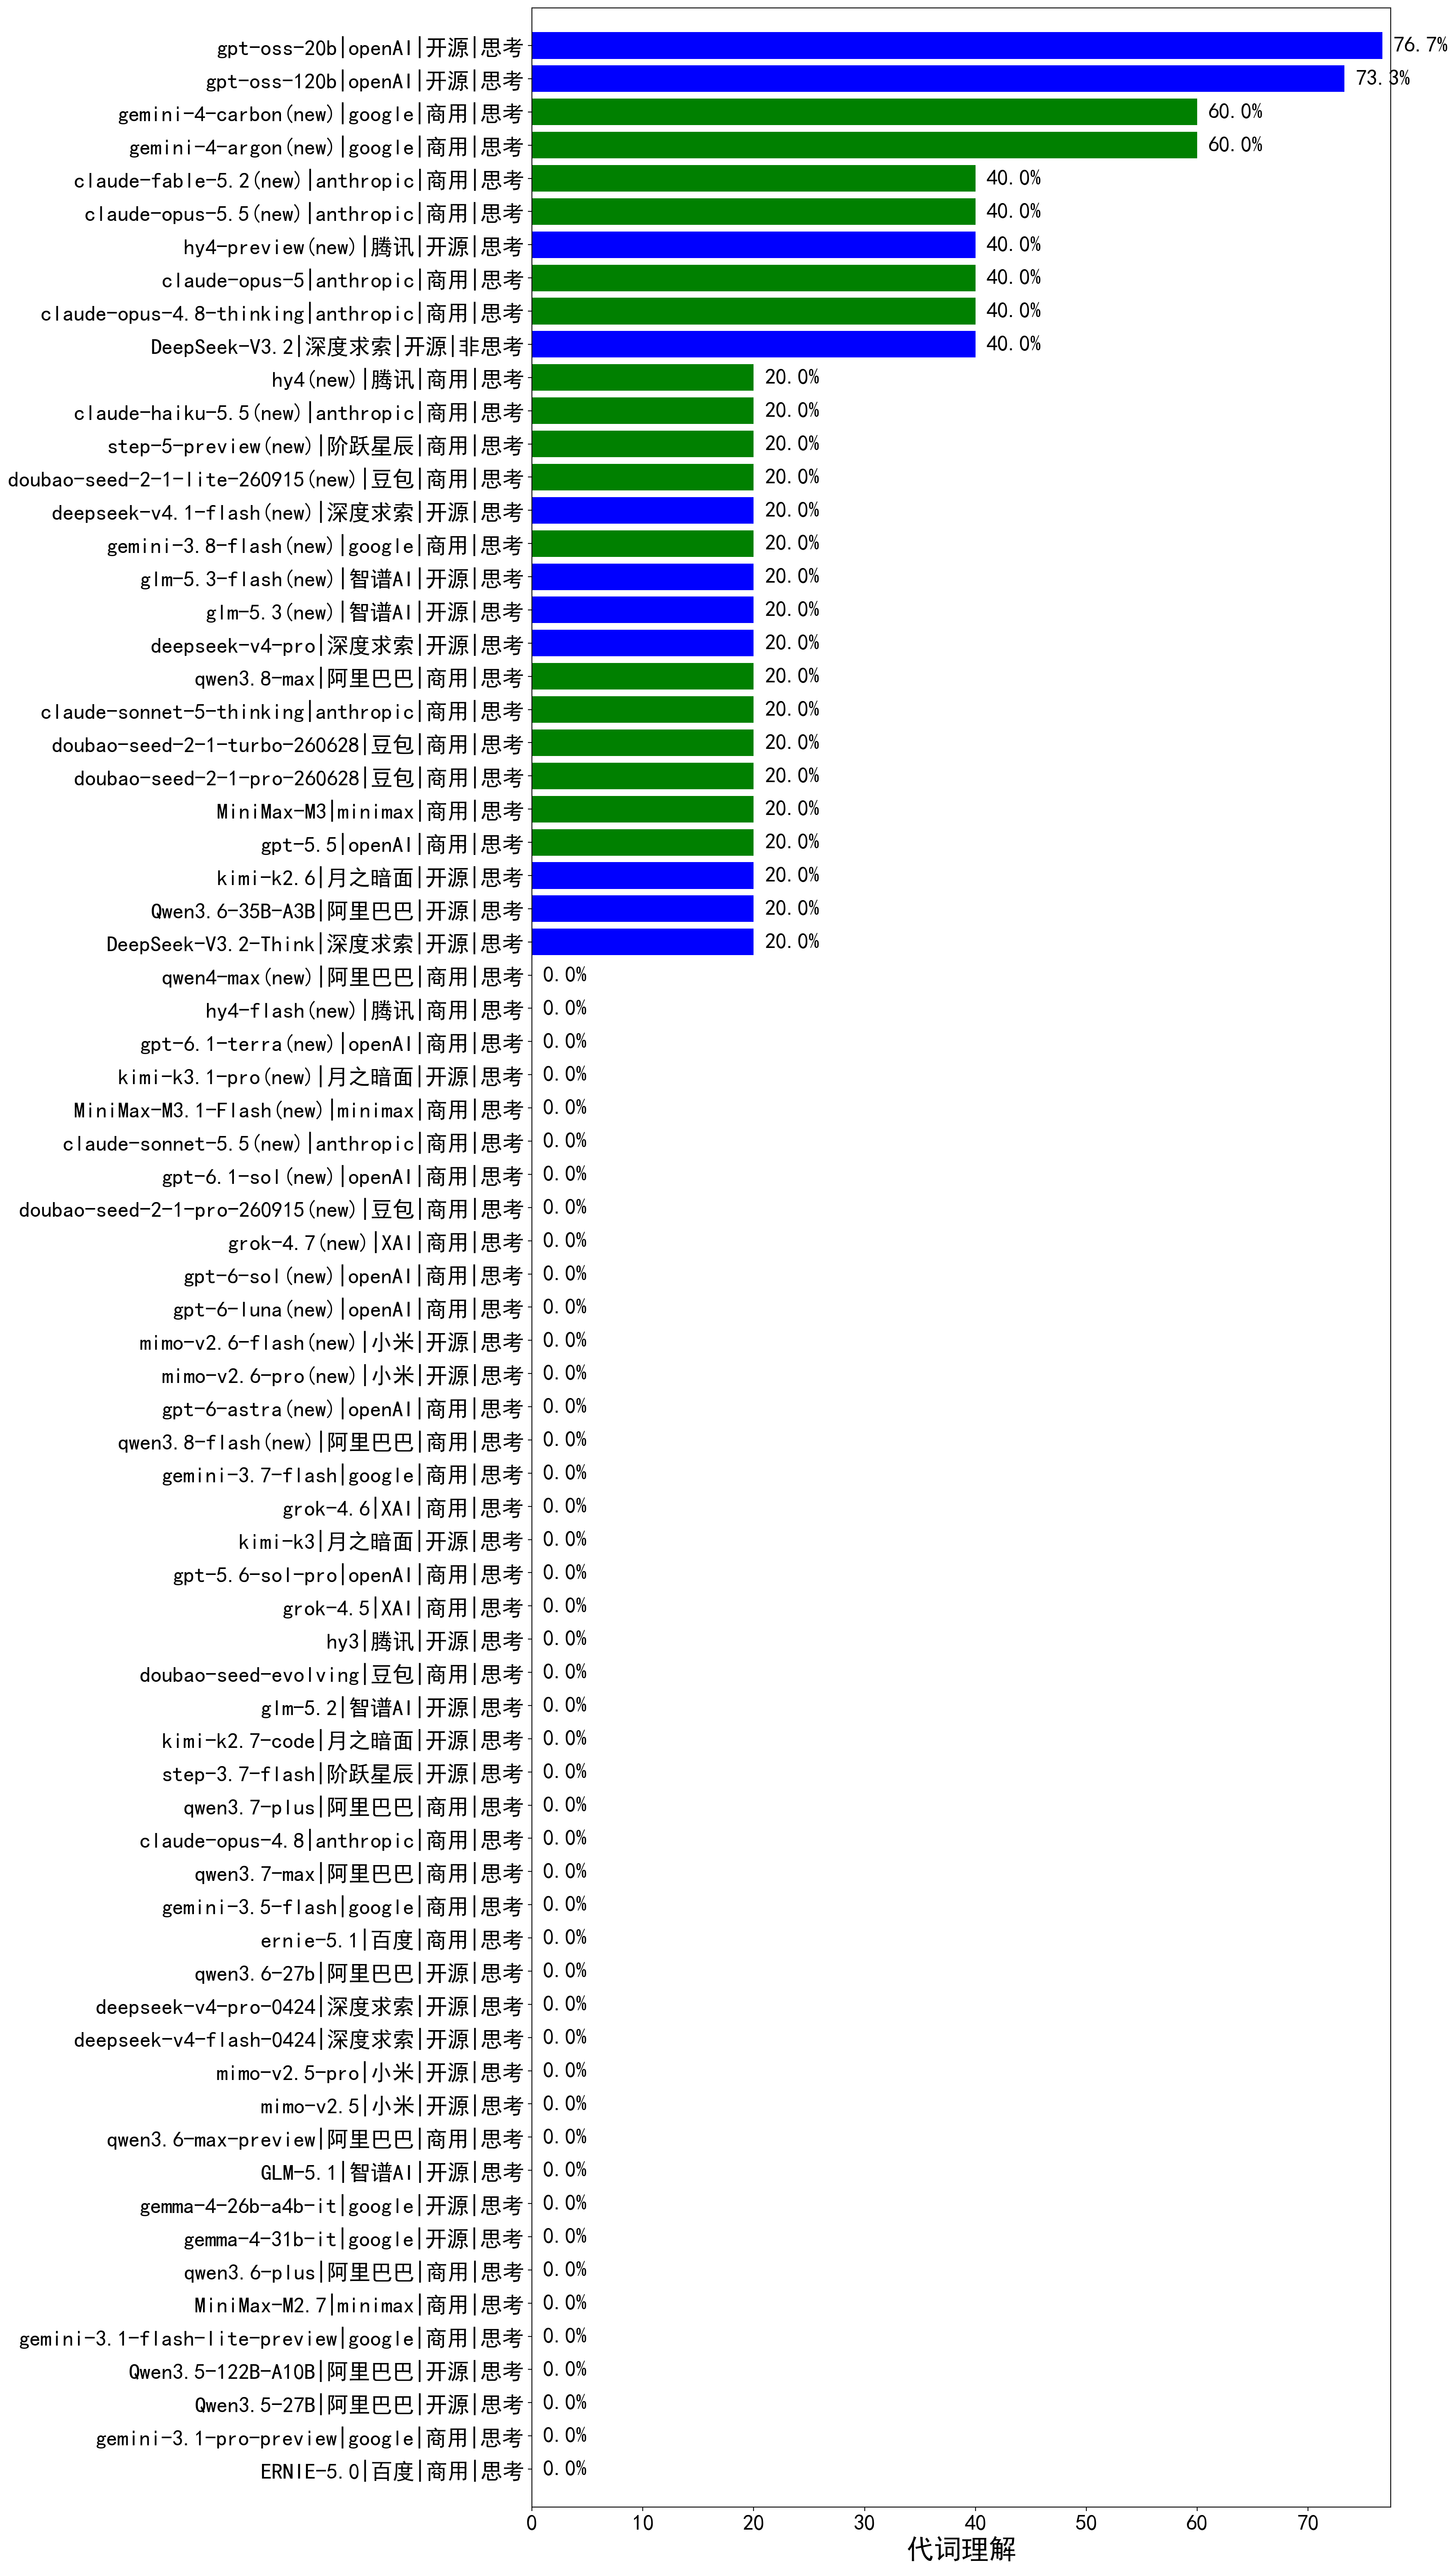 gpt-oss-20b|openAI|开源|思考 76.7%
gpt-oss-120b|openAI|开源|思考 73.3%
gemini-4-carbon(new)|google|商用|思考 60.0%
gemini-4-argon(new)|google|商用|思考 60.0%
claude-fable-5.2(new)|anthropic|商用|思考 40.0%
claude-opus-5.5(new)|anthropic|商用|思考 40.0%
hy4-preview(new)|腾讯|开源|思考 40.0%
claude-opus-5|anthropic|商用|思考 40.0%
claude-opus-4.8-thinking|anthropic|商用|思考 40.0%
DeepSeek-V3.2|深度求索|开源|非思考 40.0%
hy4(new)|腾讯|商用|思考 20.0%
claude-haiku-5.5(new)|anthropic|商用|思考 20.0%
step-5-preview(new)|阶跃星辰|商用|思考 20.0%
doubao-seed-2-1-lite-260915(new)|豆包|商用|思考 20.0%
deepseek-v4.1-flash(new)|深度求索|开源|思考 20.0%
gemini-3.8-flash(new)|google|商用|思考 20.0%
glm-5.3-flash(new)|智谱AI|开源|思考 20.0%
glm-5.3(new)|智谱AI|开源|思考 20.0%
deepseek-v4-pro|深度求索|开源|思考 20.0%
qwen3.8-max|阿里巴巴|商用|思考 20.0%
claude-sonnet-5-thinking|anthropic|商用|思考 20.0%
doubao-seed-2-1-turbo-260628|豆包|商用|思考 20.0%
doubao-seed-2-1-pro-260628|豆包|商用|思考 20.0%
MiniMax-M3|minimax|商用|思考 20.0%
gpt-5.5|openAI|商用|思考 20.0%
kimi-k2.6|月之暗面|开源|思考 20.0%
Qwen3.6-35B-A3B|阿里巴巴|开源|思考 20.0%
DeepSeek-V3.2-Think|深度求索|开源|思考 20.0%
qwen4-max(new)|阿里巴巴|商用|思考 0.0%
hy4-flash(new)|腾讯|商用|思考 0.0%
gpt-6.1-terra(new)|openAI|商用|思考 0.0%
kimi-k3.1-pro(new)|月之暗面|开源|思考 0.0%
MiniMax-M3.1-Flash(new)|minimax|商用|思考 0.0%
claude-sonnet-5.5(new)|anthropic|商用|思考 0.0%
gpt-6.1-sol(new)|openAI|商用|思考 0.0%
doubao-seed-2-1-pro-260915(new)|豆包|商用|思考 0.0%
grok-4.7(new)|XAI|商用|思考 0.0%
gpt-6-sol(new)|openAI|商用|思考 0.0%
gpt-6-luna(new)|openAI|商用|思考 0.0%
mimo-v2.6-flash(new)|小米|开源|思考 0.0%
mimo-v2.6-pro(new)|小米|开源|思考 0.0%
gpt-6-astra(new)|openAI|商用|思考 0.0%
qwen3.8-flash(new)|阿里巴巴|商用|思考 0.0%
gemini-3.7-flash|google|商用|思考 0.0%
grok-4.6|XAI|商用|思考 0.0%
kimi-k3|月之暗面|开源|思考 0.0%
gpt-5.6-sol-pro|openAI|商用|思考 0.0%
grok-4.5|XAI|商用|思考 0.0%
hy3|腾讯|开源|思考 0.0%
doubao-seed-evolving|豆包|商用|思考 0.0%
glm-5.2|智谱AI|开源|思考 0.0%
kimi-k2.7-code|月之暗面|开源|思考 0.0%
step-3.7-flash|阶跃星辰|开源|思考 0.0%
qwen3.7-plus|阿里巴巴|商用|思考 0.0%
claude-opus-4.8|anthropic|商用|思考 0.0%
qwen3.7-max|阿里巴巴|商用|思考 0.0%
gemini-3.5-flash|google|商用|思考 0.0%
ernie-5.1|百度|商用|思考 0.0%
qwen3.6-27b|阿里巴巴|开源|思考 0.0%
deepseek-v4-pro-0424|深度求索|开源|思考 0.0%
deepseek-v4-flash-0424|深度求索|开源|思考 0.0%
mimo-v2.5-pro|小米|开源|思考 0.0%
mimo-v2.5|小米|开源|思考 0.0%
qwen3.6-max-preview|阿里巴巴|商用|思考 0.0%
GLM-5.1|智谱AI|开源|思考 0.0%
gemma-4-26b-a4b-it|google|开源|思考 0.0%
gemma-4-31b-it|google|开源|思考 0.0%
qwen3.6-plus|阿里巴巴|商用|思考 0.0%
MiniMax-M2.7|minimax|商用|思考 0.0%
gemini-3.1-flash-lite-preview|google|商用|思考 0.0%
Qwen3.5-122B-A10B|阿里巴巴|开源|思考 0.0%
Qwen3.5-27B|阿里巴巴|开源|思考 0.0%
gemini-3.1-pro-preview|google|商用|思考 0.0%
ERNIE-5.0|百度|商用|思考 0.0%
0 10 20 30 40 50 60 70
代词理解